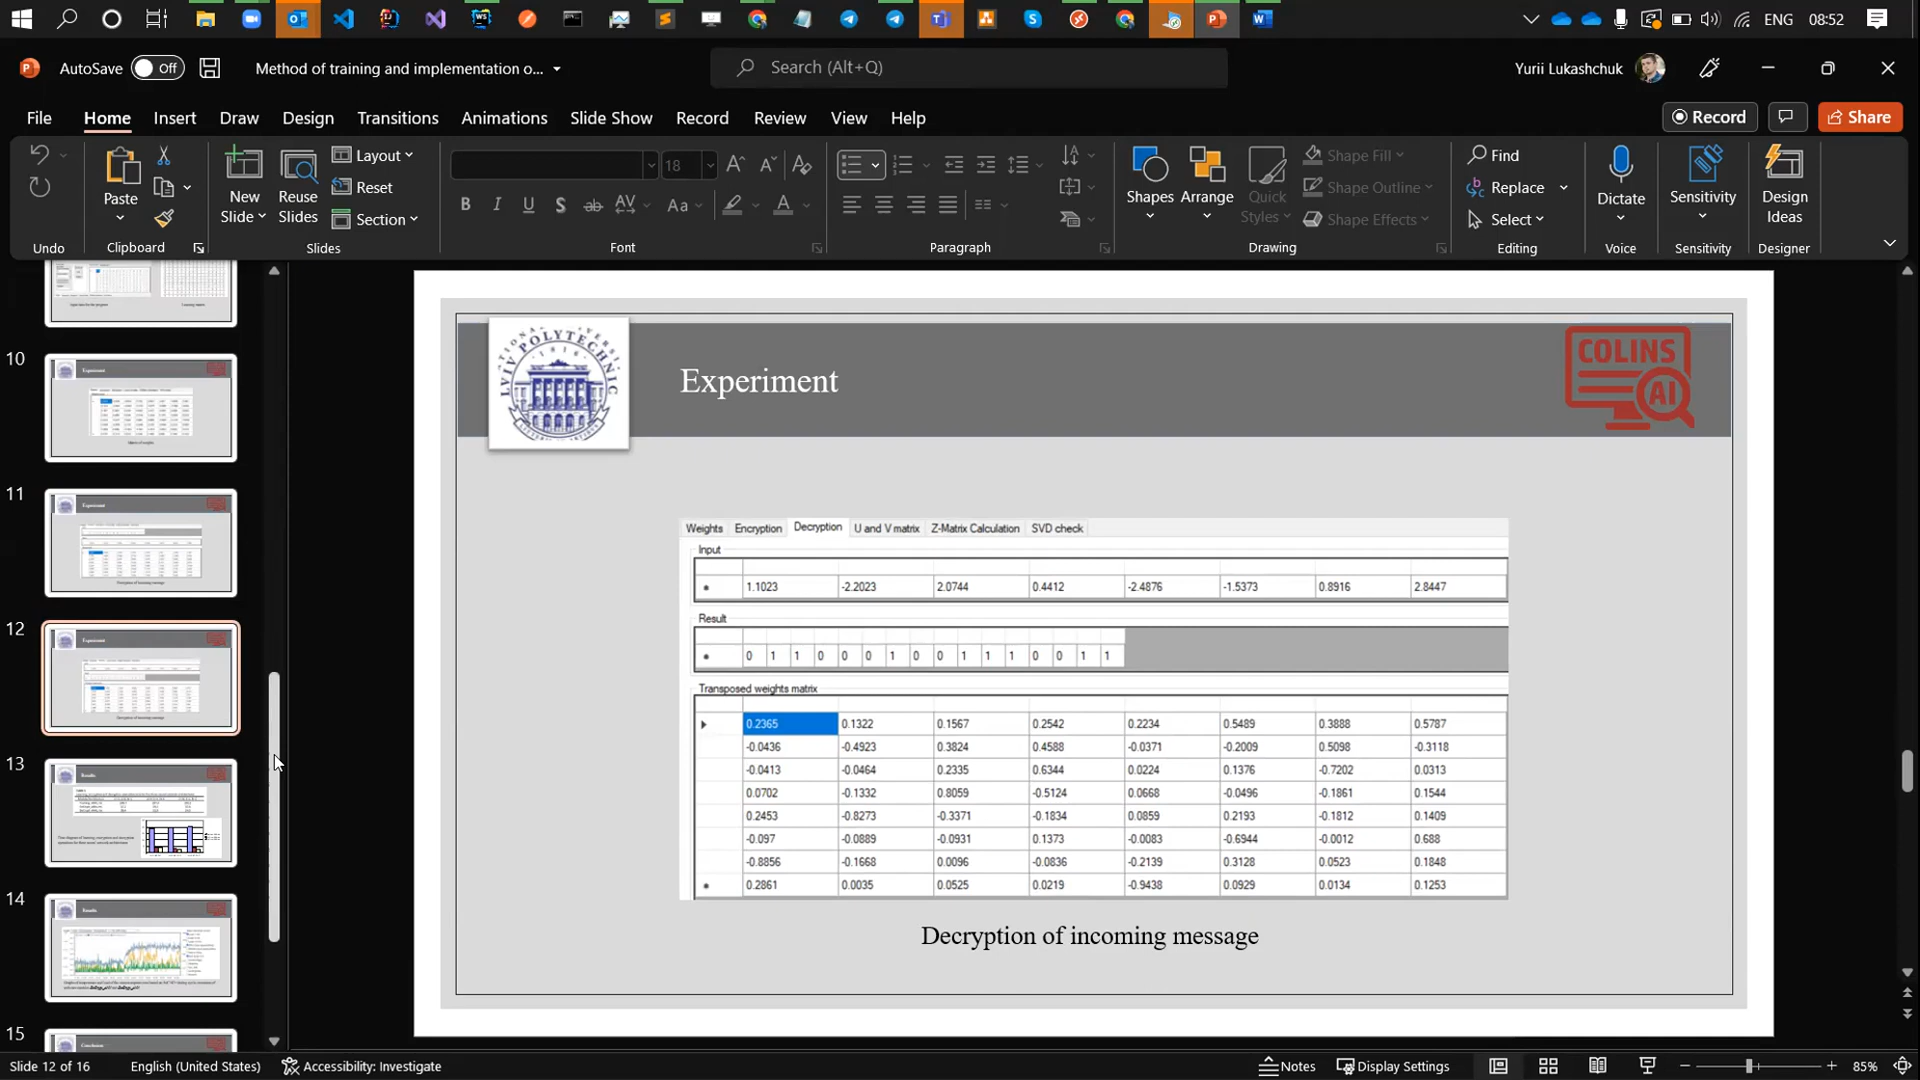 ENG 08:52
AutoSave Off Method of training and implementation o... Search (Alt+Q) Yurii Lukashchuk
File Home Insert Draw Design Transitions Animations Slide Show Record Review View Help Record Share
Paste
Clipboard
Undo
New Slide
Reuse Slides
Layout
Reset
Section
Slides
18
Font
Paragraph
Shapes
Arrange
Quick Styles
Shape Fill
Shape Outline
Shape Effects
Drawing
Find
Replace
Select
Editing
Dictate
Voice
Sensitivity
Sensitivity
Design Ideas
Designer
10
Experiment
11
Experiment
12
Experiment
13
Results
14
Results
15
Conclusion
LVIV POLYTECHNIC
1816
Experiment
COLINS
AI
Weights Encryption Decryption U and V matrix Z-Matrix Calculation SVD check
Input
1.1023 -2.2023 2.0744 0.4412 -2.4876 -1.5373 0.8916 2.8447
Result
0 1 1 0 0 0 1 0 0 1 1 1 0 0 1 1
Transposed weights matrix
0.2365 0.1322 0.1567 0.2542 0.2234 0.5489 0.3888 0.5787
-0.0436 -0.4923 0.3824 0.4588 -0.0371 -0.2009 0.5098 -0.3118
-0.0413 -0.0464 0.2335 0.6344 0.0224 0.1376 -0.7202 0.0313
0.0702 -0.1332 0.8059 -0.5124 0.0668 -0.0496 -0.1861 0.1544
0.2453 -0.8273 -0.3371 -0.1834 0.0859 0.2193 -0.1812 0.1409
-0.097 -0.0889 -0.0931 0.1373 -0.0083 -0.6944 -0.0012 0.688
-0.8856 -0.1668 0.0096 -0.0836 -0.2139 0.3128 0.0523 0.1848
0.2861 0.0035 0.0525 0.0219 -0.9438 0.0929 0.0134 0.1253
Decryption of incoming message
Slide 12 of 16 English (United States) Accessibility: Investigate Notes Display Settings 85%